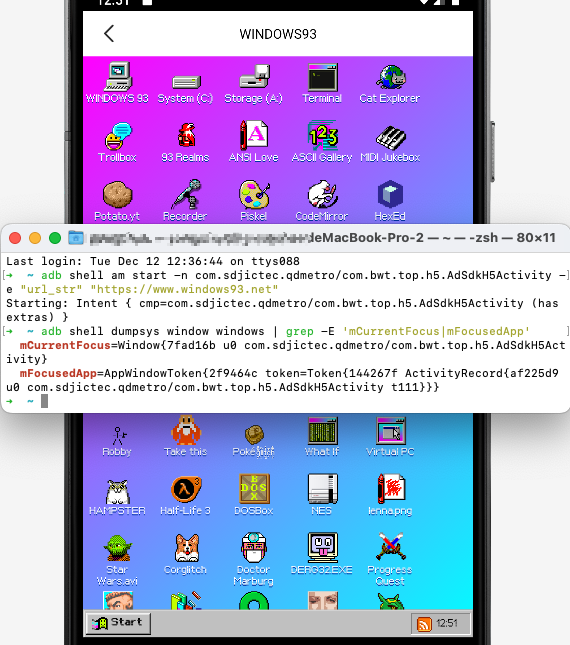 12:51
WINDOWS93
WINDOWS 93 System (C:) Storage (A:) Terminal Cat Explorer
Trollbox 93 Realms ANSI Love ASCII Gallery MIDI Jukebox
Potato.yt Recorder Piskel CodeMirror HexEd
deMacBook-Pro-2 — ~ — -zsh — 80×11
Last login: Tue Dec 12 12:36:44 on ttys088
[➜ ~ adb shell am start -n com.sdjictec.qdmetro/com.bwt.top.h5.AdSdkH5Activity -]
e "url_str" "https://www.windows93.net"
Starting: Intent { cmp=com.sdjictec.qdmetro/com.bwt.top.h5.AdSdkH5Activity (has
extras) }
[➜ ~ adb shell dumpsys window windows | grep -E 'mCurrentFocus|mFocusedApp' ]
mCurrentFocus=Window{7fad16b u0 com.sdjictec.qdmetro/com.bwt.top.h5.AdSdkH5Act
ivity}
mFocusedApp=AppWindowToken{2f9464c token=Token{144267f ActivityRecord{af225d9
u0 com.sdjictec.qdmetro/com.bwt.top.h5.AdSdkH5Activity t111}}}
➜ ~
Robby Take this What If Virtual PC
HAMPSTER Half-Life 3 DOSBox NES lenna.png
Star Wars.avi Corglitch Doctor Marburg DEFRAG32.EXE Progress Quest
Start 12:51